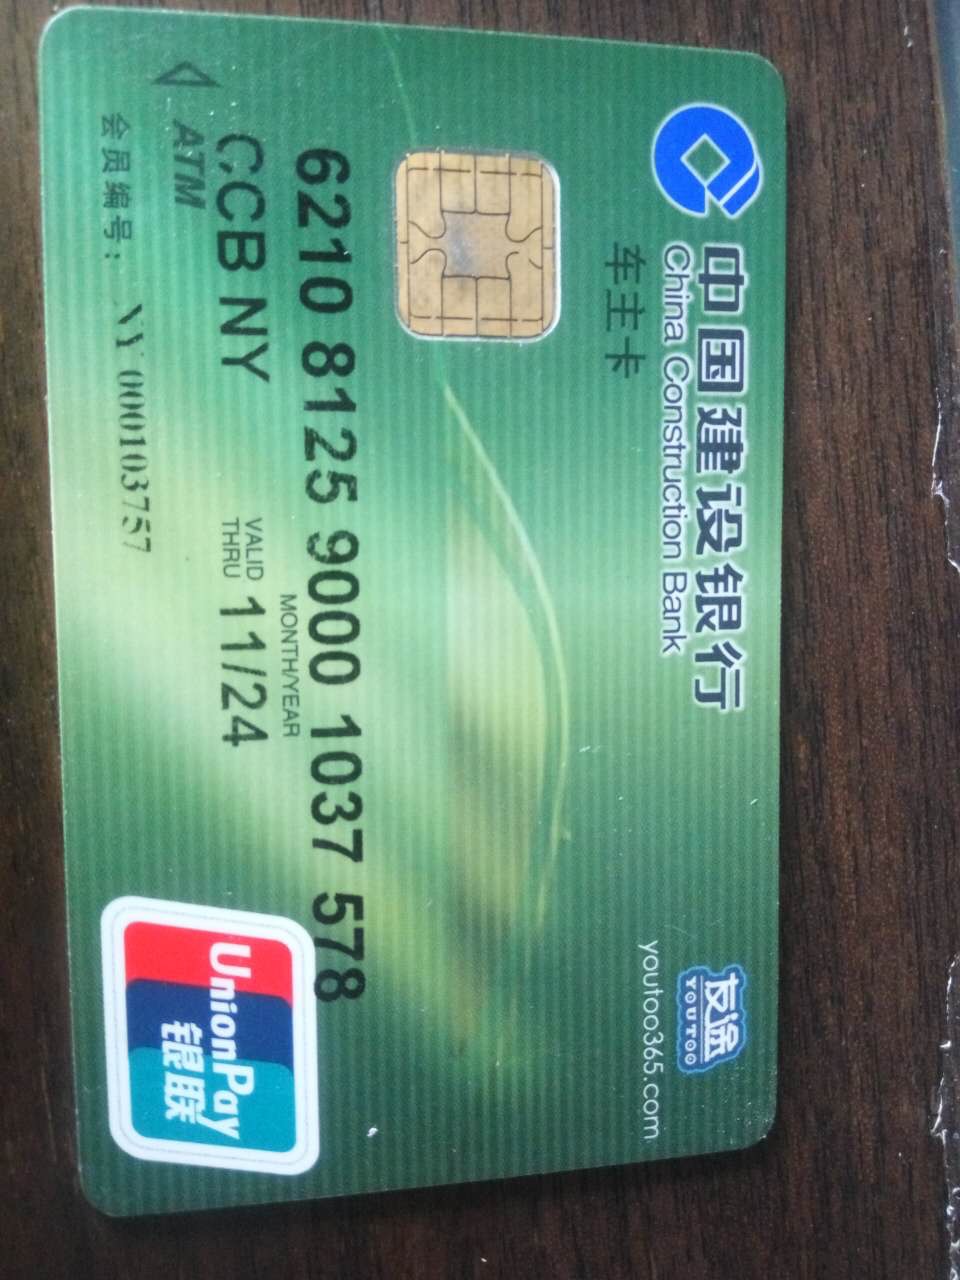 中国建设银行
China Construction Bank
车主卡
友途
YOUTOO
youtoo365.com
6210 8125 9000 1037 578
MONTH/YEAR
CCB NY
VALID THRU 11/24
ATM
会员编号: NY 000103757
UnionPay
银联